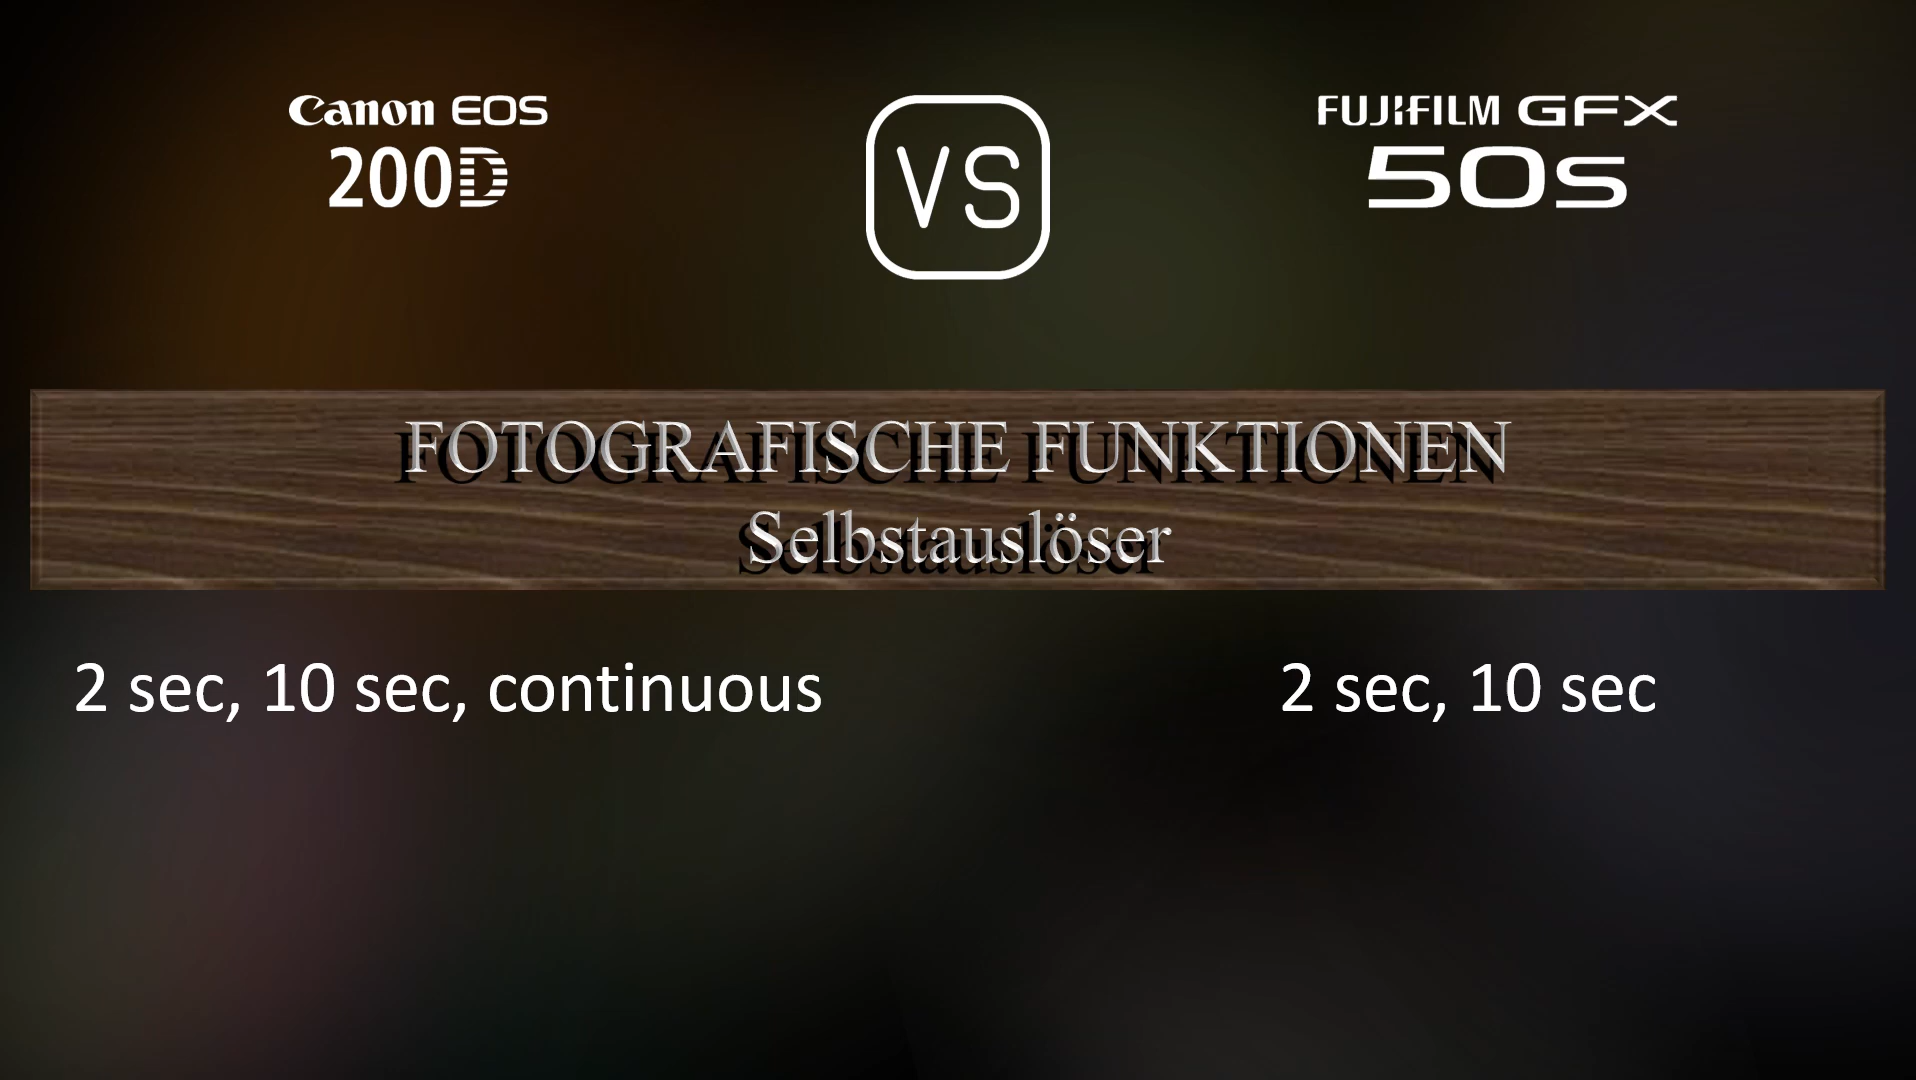 Canon EOS
200D
VS
FUJIFILM GFX
50s
FOTOGRAFISCHE FUNKTIONEN
Selbstauslöser
2 sec, 10 sec, continuous
2 sec, 10 sec